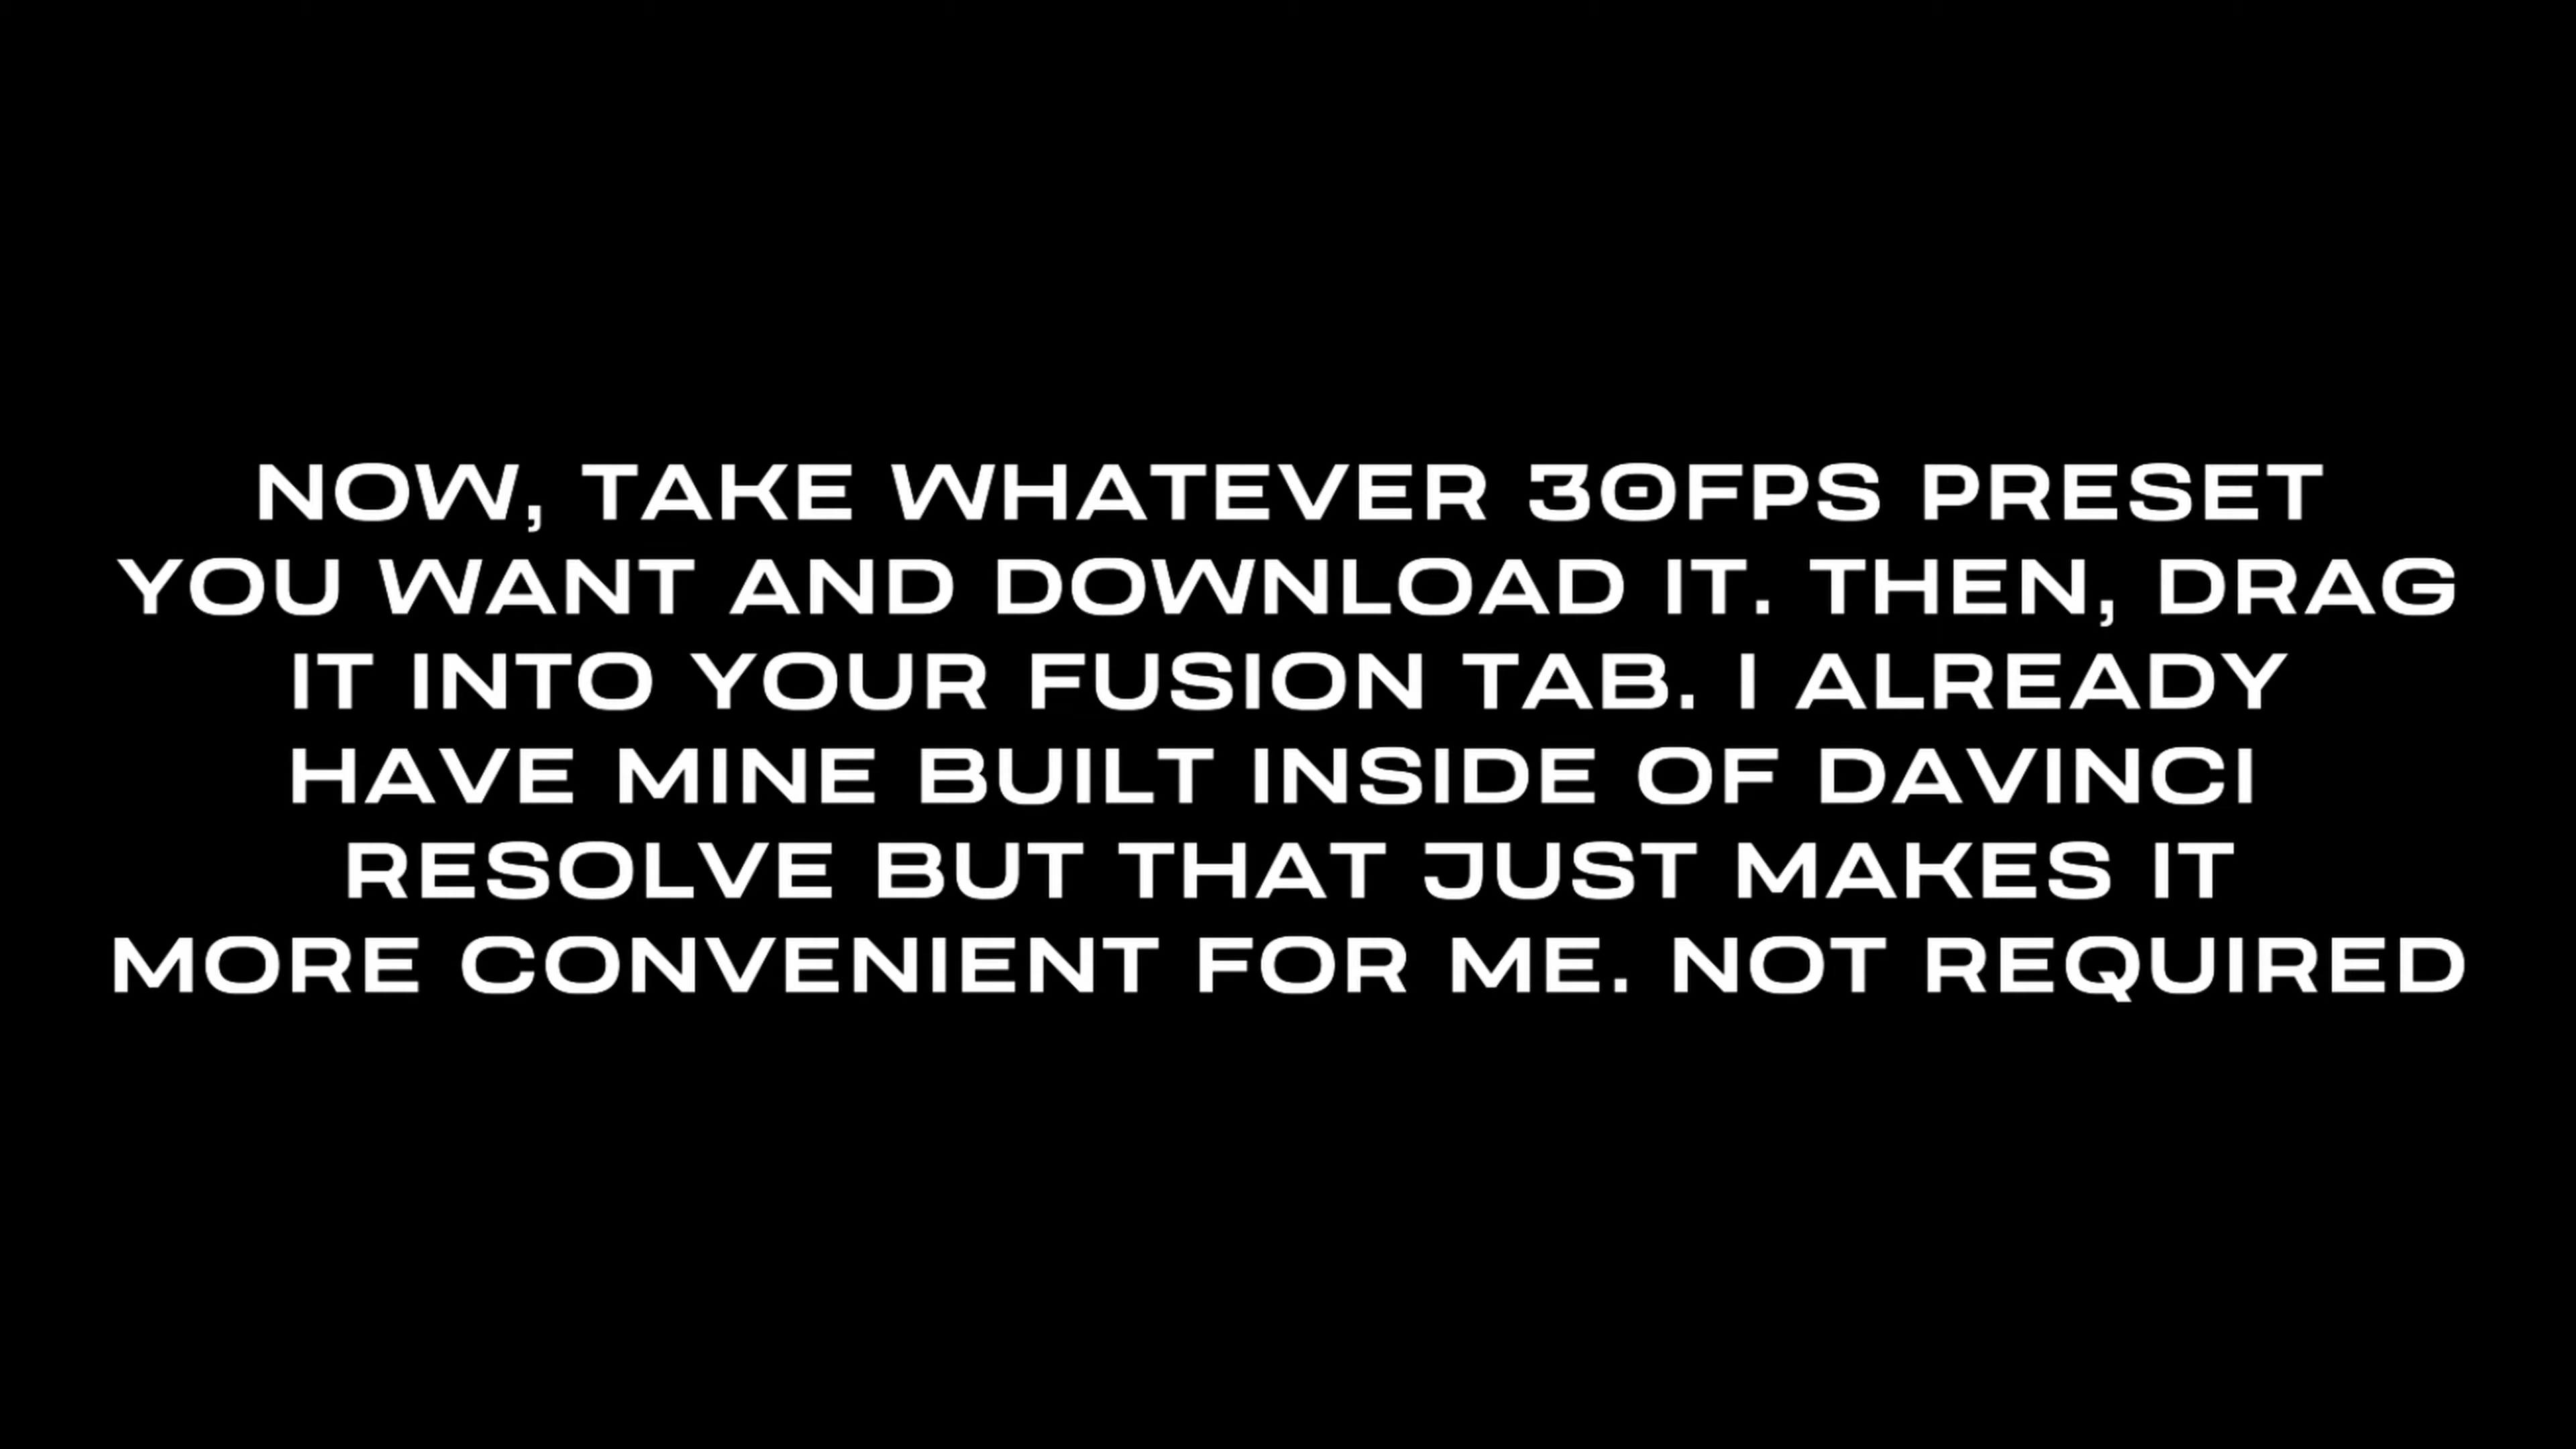 NOW, TAKE WHATEVER 30FPS PRESET
YOU WANT AND DOWNLOAD IT. THEN, DRAG
IT INTO YOUR FUSION TAB. I ALREADY
HAVE MINE BUILT INSIDE OF DAVINCI
RESOLVE BUT THAT JUST MAKES IT
MORE CONVENIENT FOR ME. NOT REQUIRED